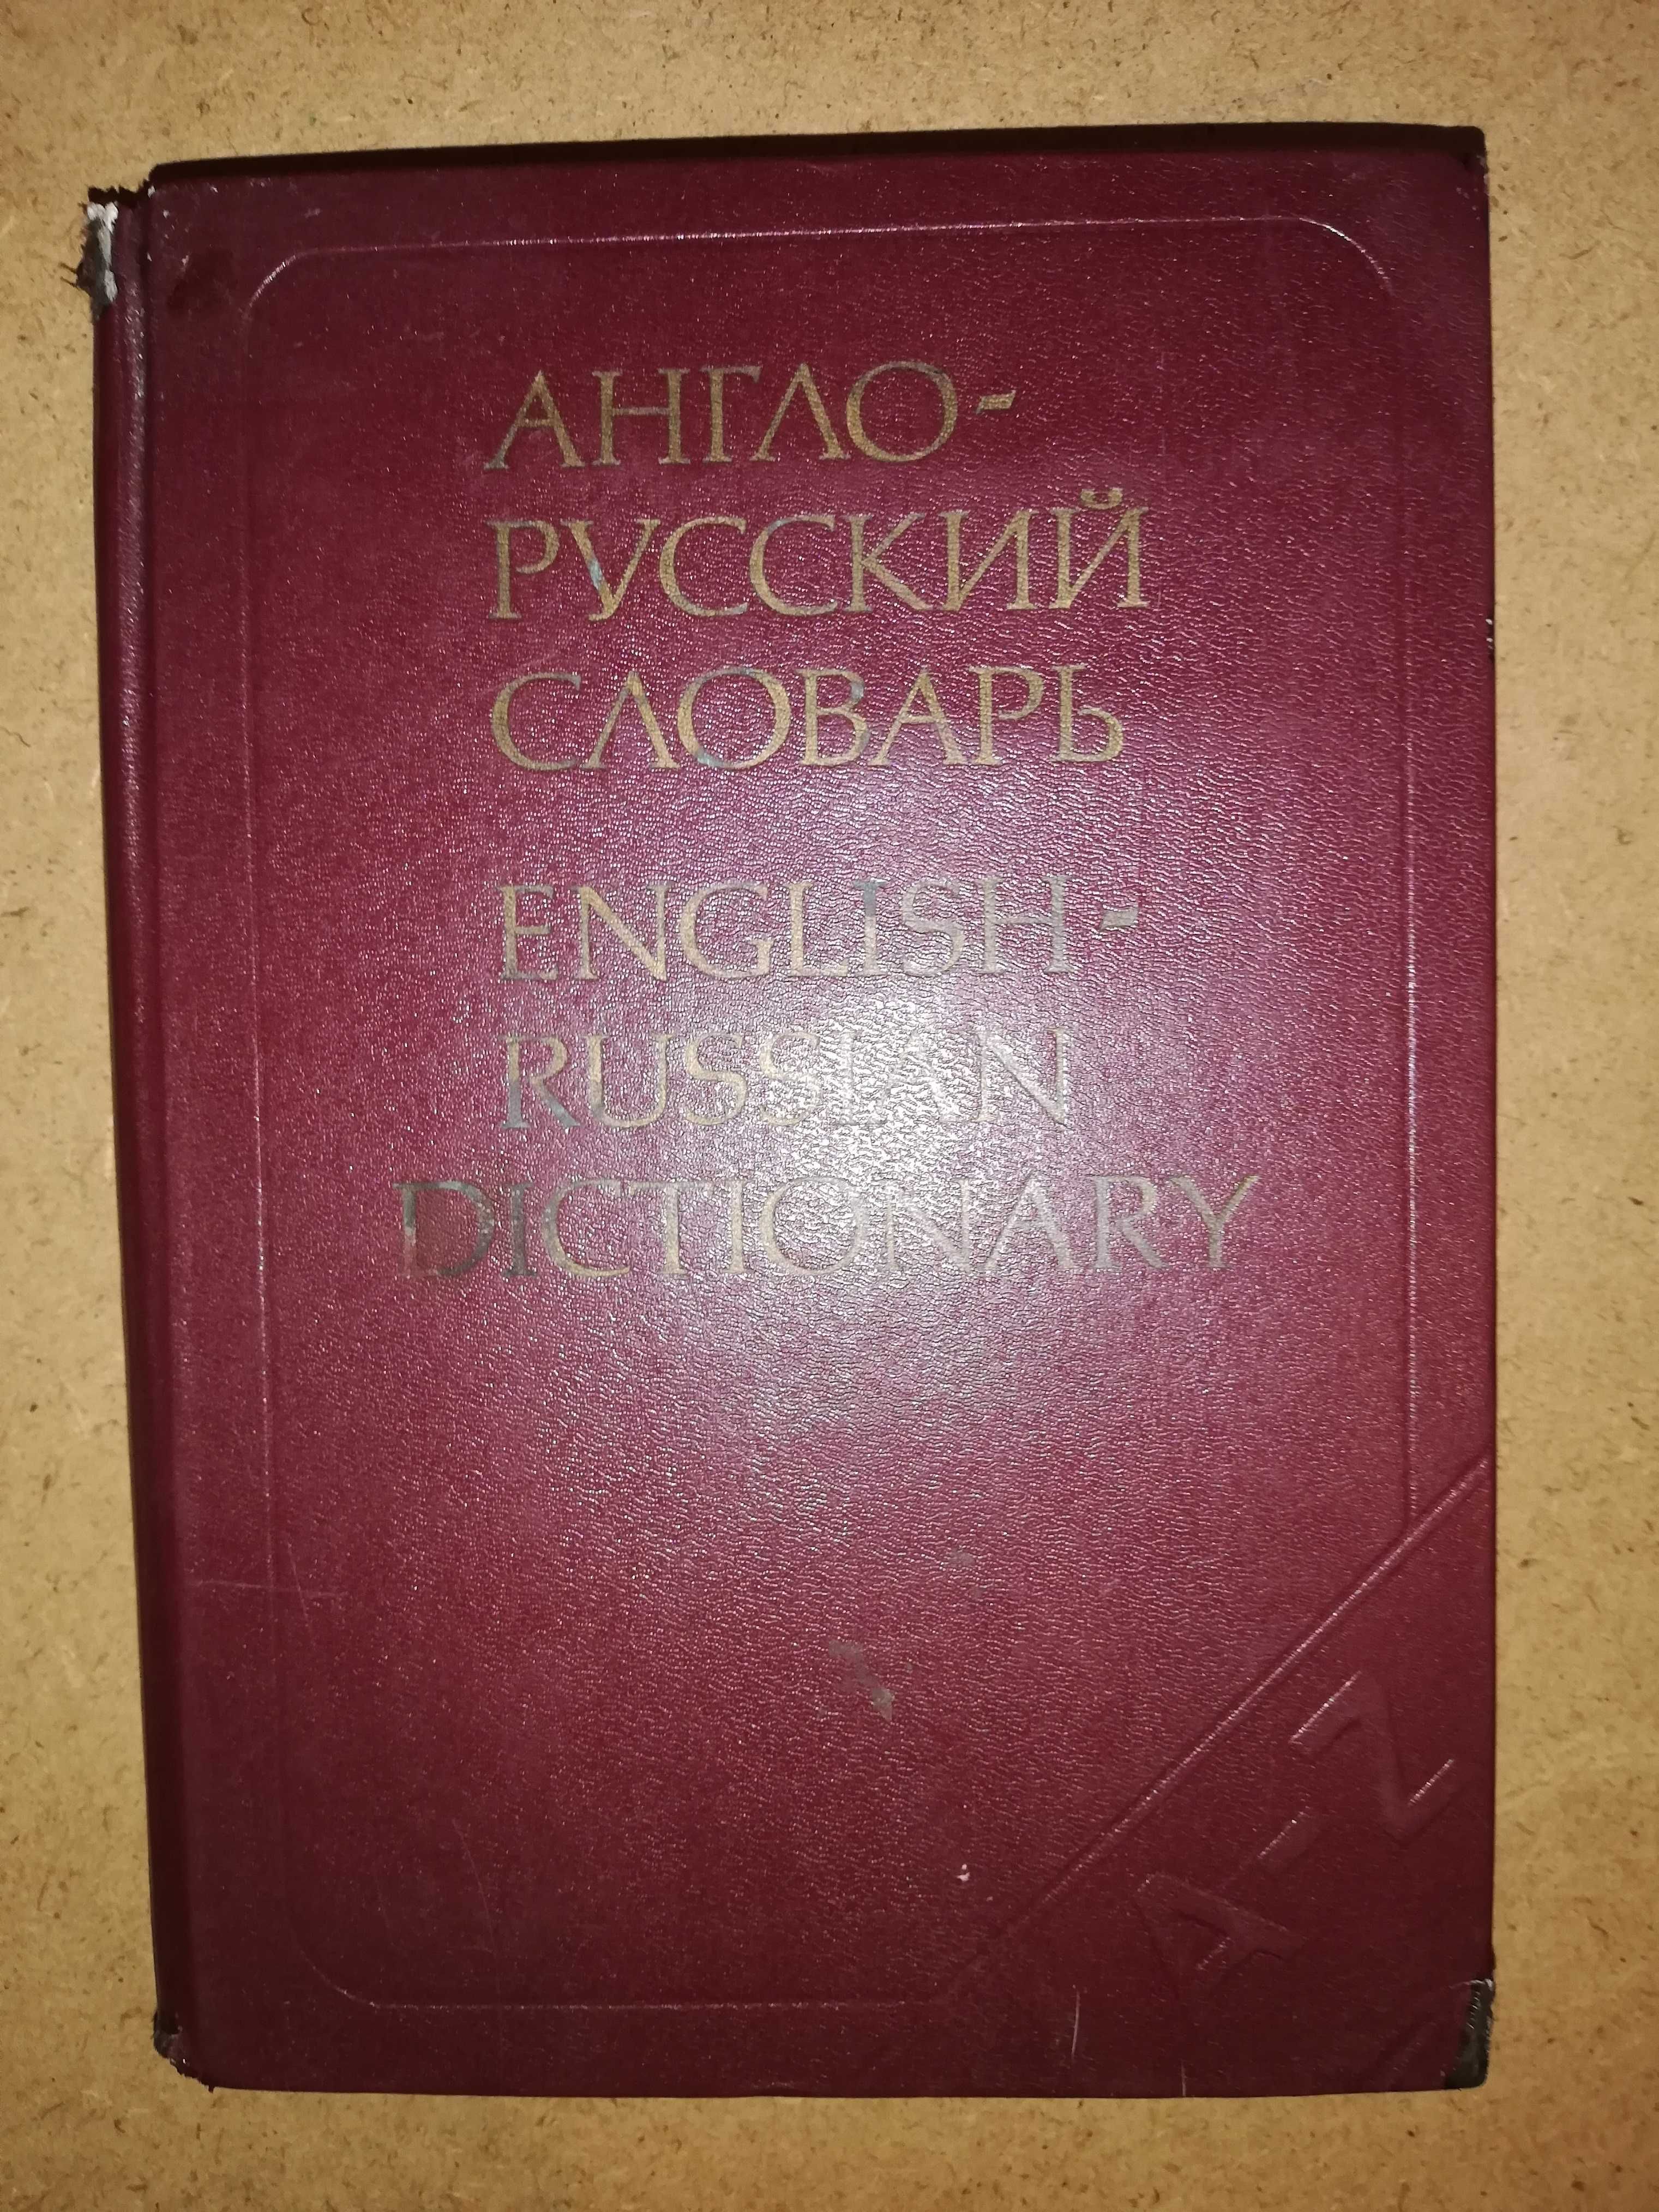 АНГЛО-
РУССКИЙ
СЛОВАРЬ
ENGLISH-
RUSSIAN
DICTIONARY
A-Z